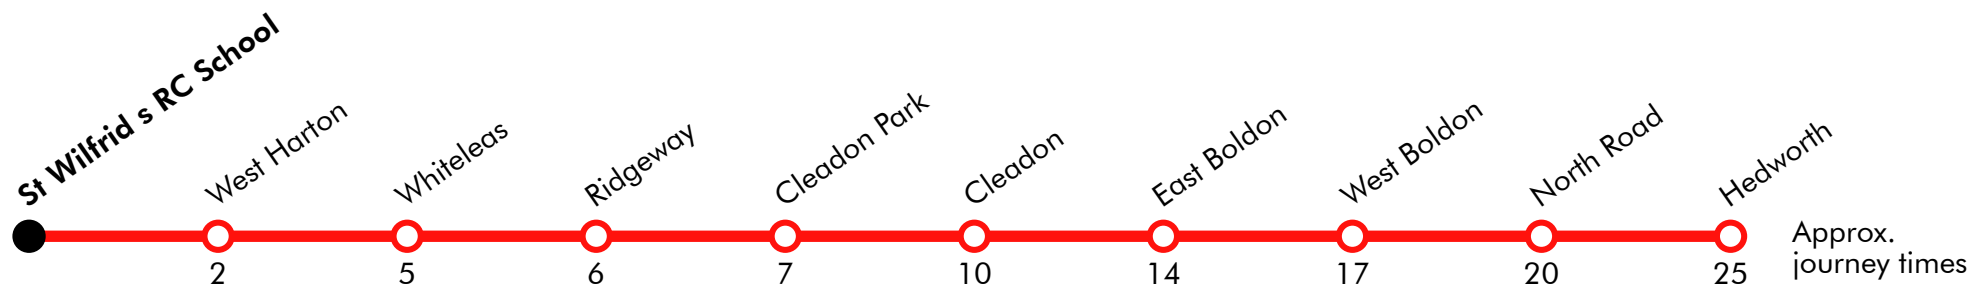 St Wilfrid s RC School
West Harton
Whiteleas
Ridgeway
Cleadon Park
Cleadon
East Boldon
West Boldon
North Road
Hedworth
2
5
6
7
10
14
17
20
25
Approx.
journey times